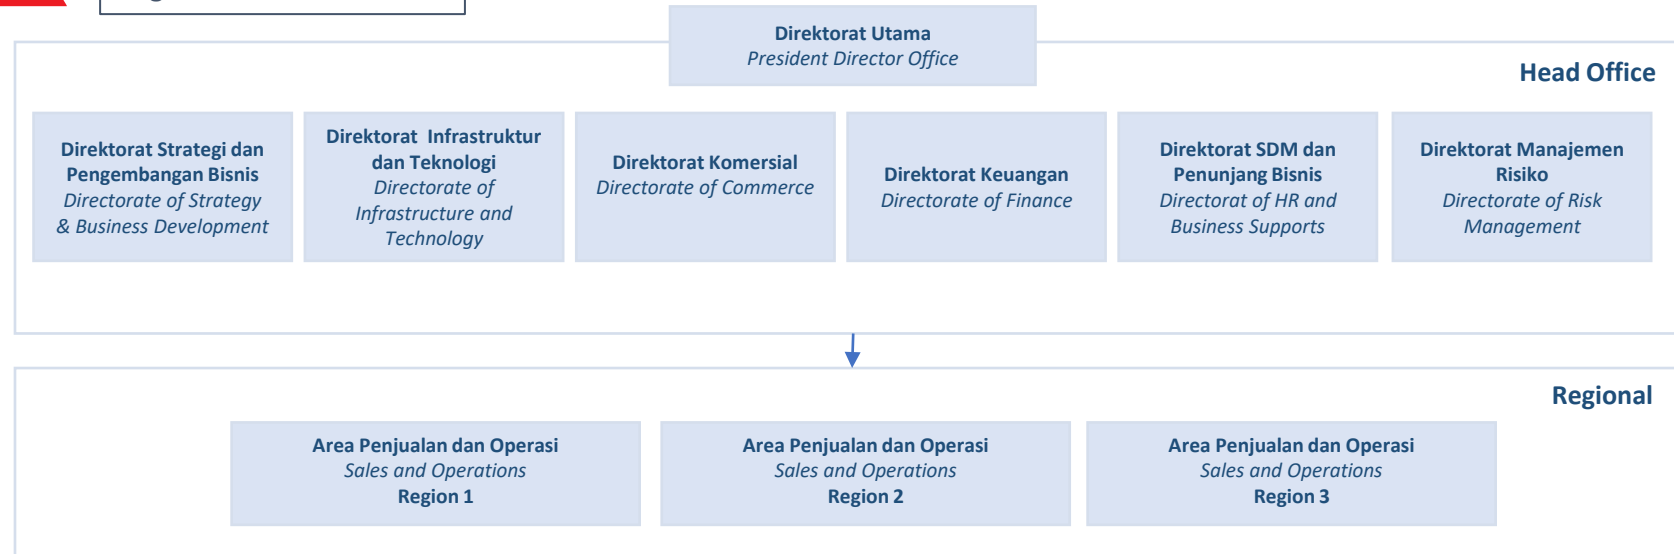 Direktorat Utama
President Director Office
Head Office
Direktorat Strategi dan
Pengembangan Bisnis
Directorate of Strategy
& Business Development
Direktorat Infrastruktur
dan Teknologi
Directorate of
Infrastructure and
Technology
Direktorat Komersial
Directorate of Commerce
Direktorat Keuangan
Directorate of Finance
Direktorat SDM dan
Penunjang Bisnis
Directorat of HR and
Business Supports
Direktorat Manajemen
Risiko
Directorate of Risk
Management
Regional
Area Penjualan dan Operasi
Sales and Operations
Region 1
Area Penjualan dan Operasi
Sales and Operations
Region 2
Area Penjualan dan Operasi
Sales and Operations
Region 3